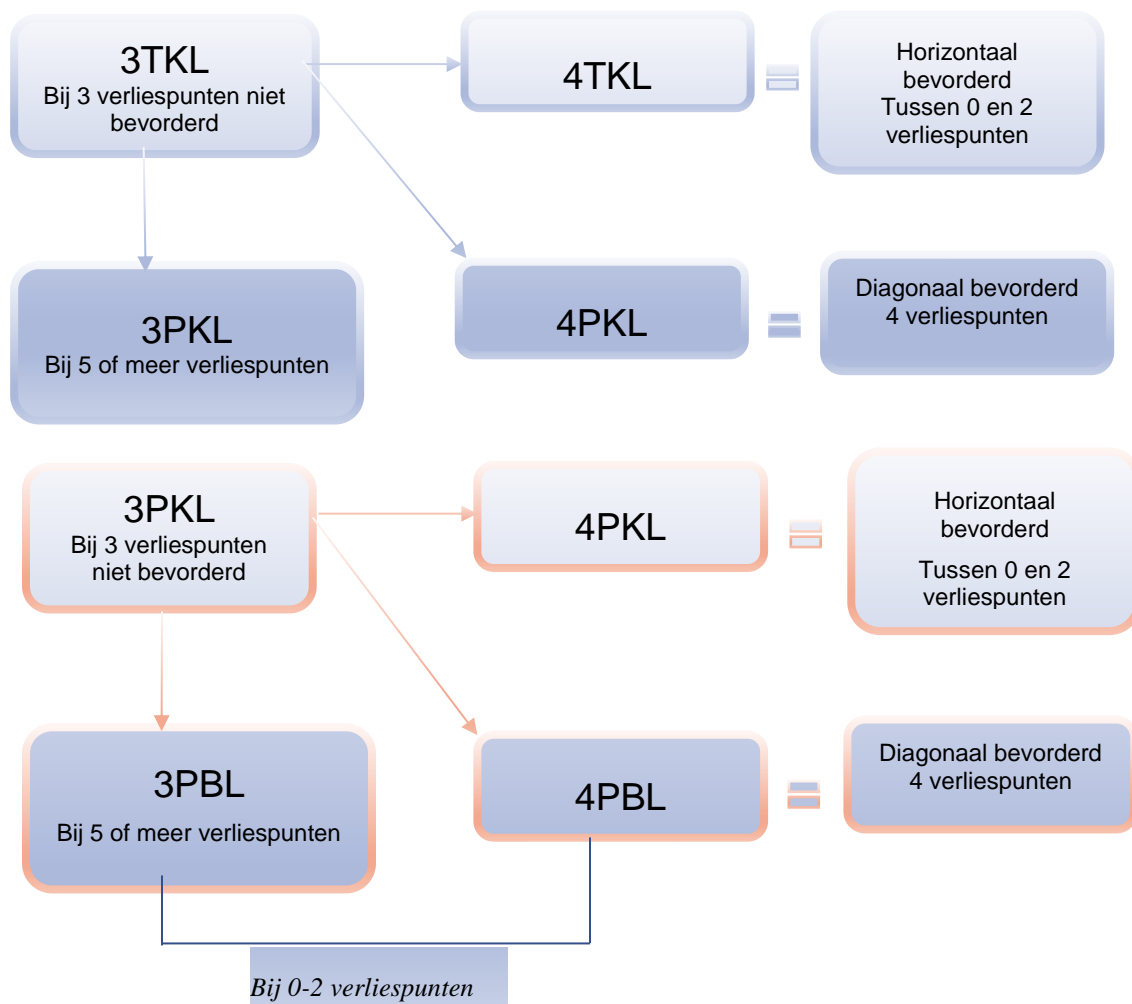 3TKL
Bij 3 verliespunten niet
bevorderd
4TKL
Horizontaal
bevorderd
Tussen 0 en 2
verliespunten
3PKL
Bij 5 of meer verliespunten
4PKL
Diagonaal bevorderd
4 verliespunten
3PKL
Bij 3 verliespunten
niet bevorderd
4PKL
Horizontaal
bevorderd
Tussen 0 en 2
verliespunten
3PBL
Bij 5 of meer verliespunten
4PBL
Diagonaal bevorderd
4 verliespunten
Bij 0-2 verliespunten